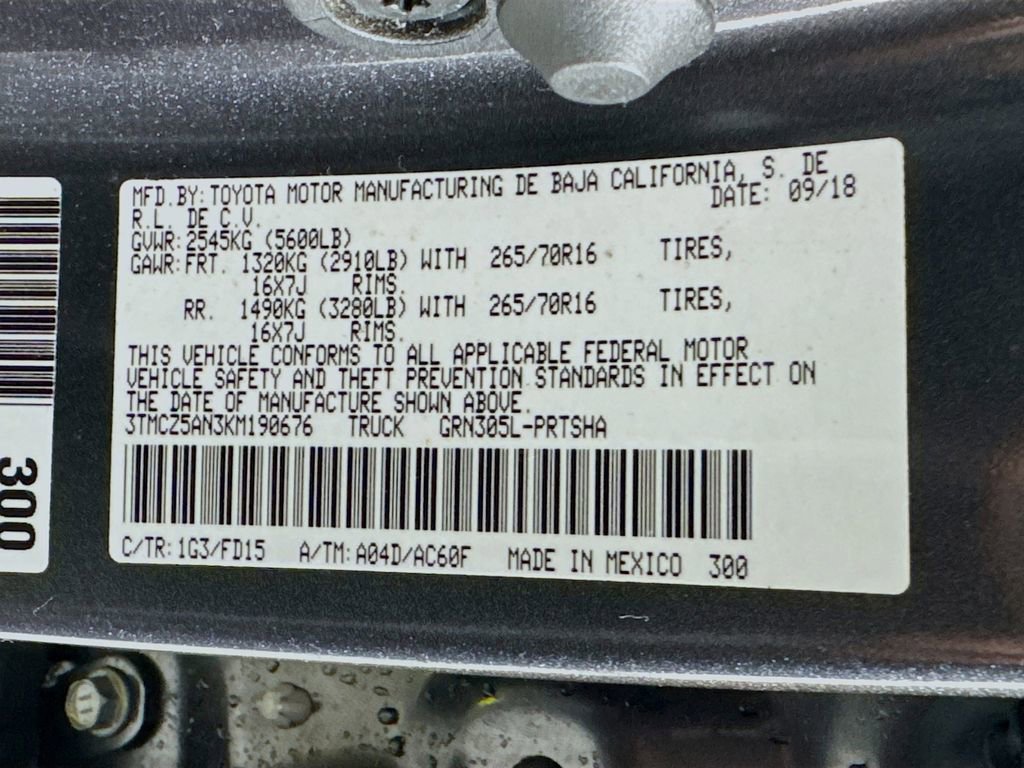 MFD.BY:TOYOTA MOTOR MANUFACTURING DE BAJA CALIFORNIA, S. DE
R.L. DE C.V. DATE: 09/18
GVWR:2545KG (5600LB)
GAWR:FRT. 1320KG (2910LB) WITH 265/70R16 TIRES,
16X7J RIMS.
RR. 1490KG (3280LB) WITH 265/70R16 TIRES,
16X7J RIMS.
THIS VEHICLE CONFORMS TO ALL APPLICABLE FEDERAL MOTOR
VEHICLE SAFETY AND THEFT PREVENTION STANDARDS IN EFFECT ON
THE DATE OF MANUFACTURE SHOWN ABOVE.
3TMCZ5AN3KM190676 TRUCK GRN305L-PRTSHA
C/TR:1G3/FD15 A/TM:A04D/AC60F MADE IN MEXICO 300
300